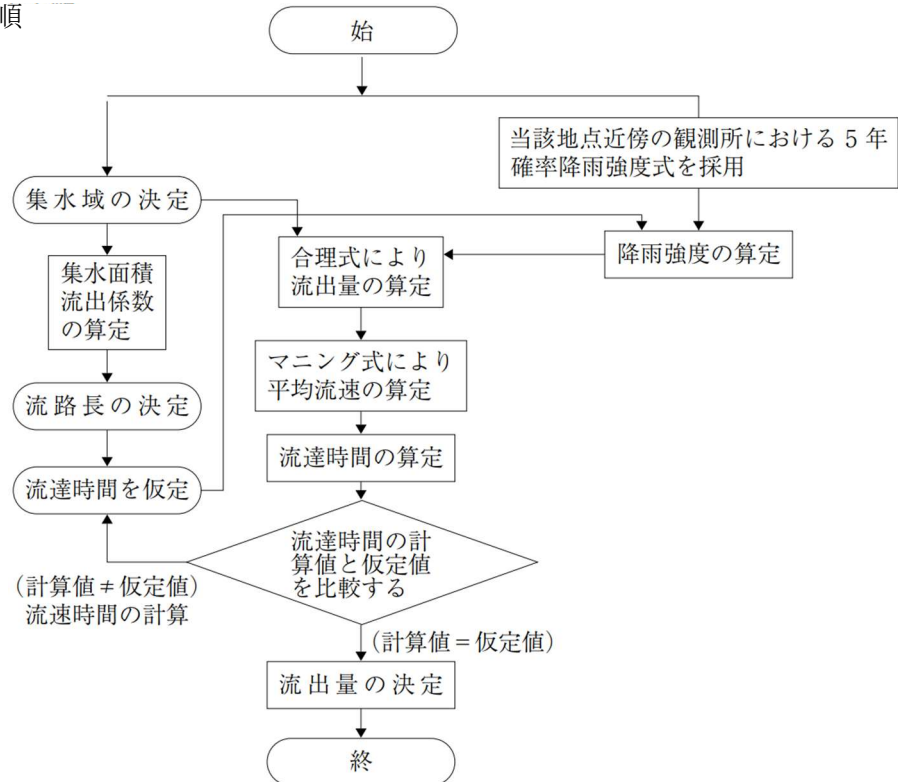 順
始
当該地点近傍の観測所における 5 年
確率降雨強度式を採用
集水域の決定
合理式により
流出量の算定
降雨強度の算定
集水面積
流出係数
の算定
マニング式により
平均流速の算定
流路長の決定
流達時間の算定
流達時間を仮定
流達時間の計
算値と仮定値
を比較する
(計算値≠仮定値)
流速時間の計算
(計算値=仮定値)
流出量の決定
終